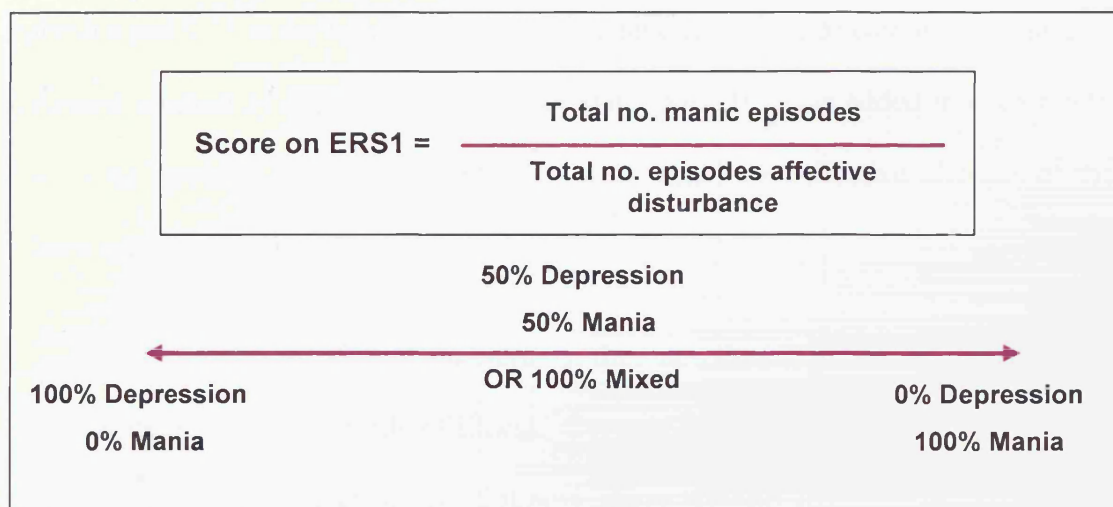 Score on ERS1 =
Total no. manic episodes
Total no. episodes affective
disturbance
50% Depression
50% Mania
OR 100% Mixed
100% Depression
0% Mania
0% Depression
100% Mania